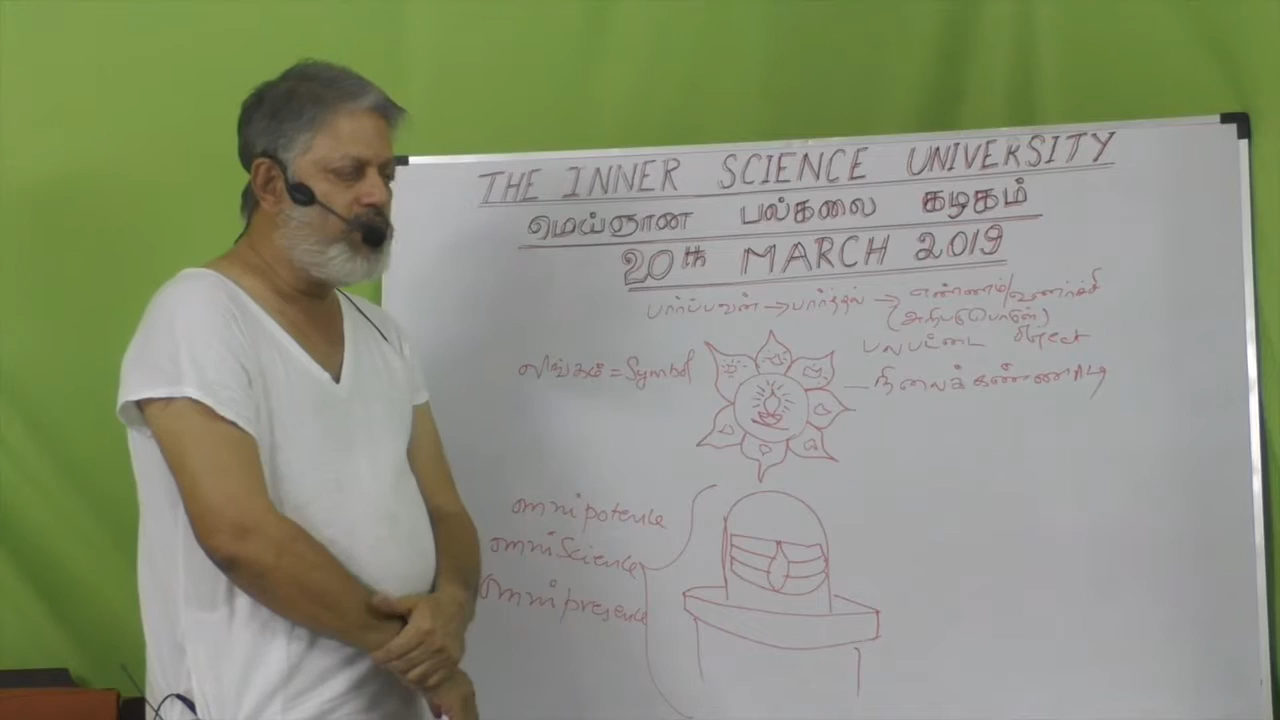 THE INNER SCIENCE UNIVERSITY
மெய்ஞான பல்கலை கழகம்
20th MARCH 2019
பார்ப்பவன் → பார்த்தல் → எண்ணம்/உணர்ச்சி
(அறிபடுபொருள்)
பலபட்டை
லிங்கம் = Symbol
நிலைக்கண்ணாடி
omnipotence
omniScience
omnipresence